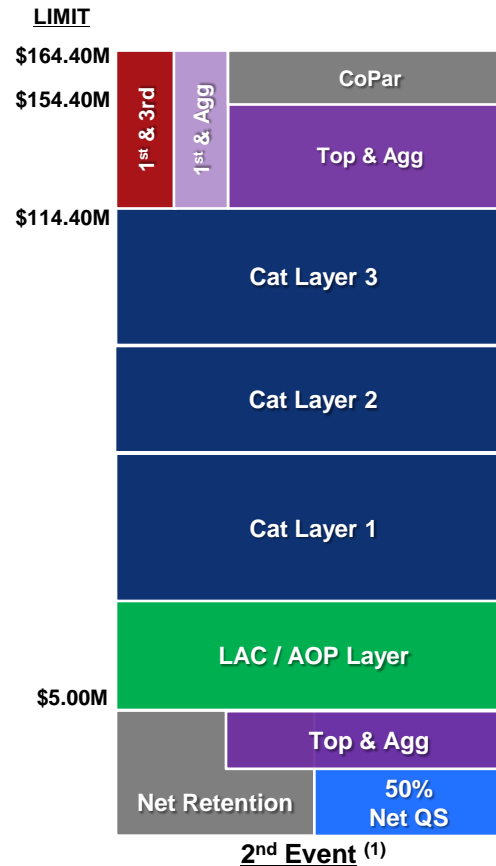 LIMIT
$164.40M
$154.40M
$114.40M
$5.00M
1st & 3rd
1st & Agg
CoPar
Top & Agg
Cat Layer 3
Cat Layer 2
Cat Layer 1
LAC / AOP Layer
Top & Agg
Net Retention
50%
Net QS
2nd Event (1)